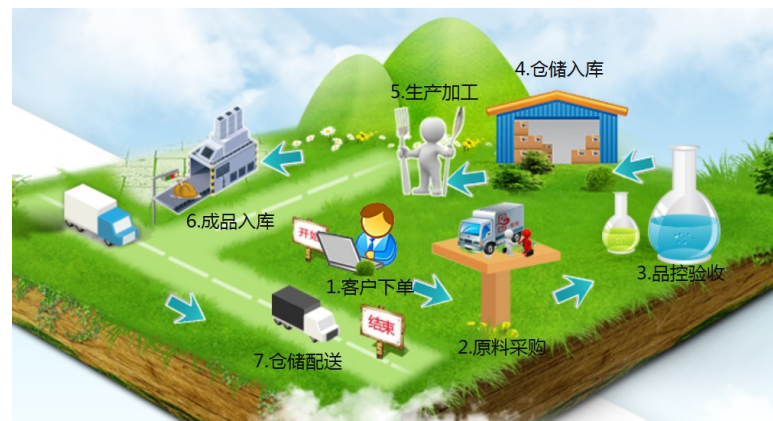 4.仓储入库
5.生产加工
6.成品入库
开始
1.客户下单
3.品控验收
结束
2.原料采购
7.仓储配送